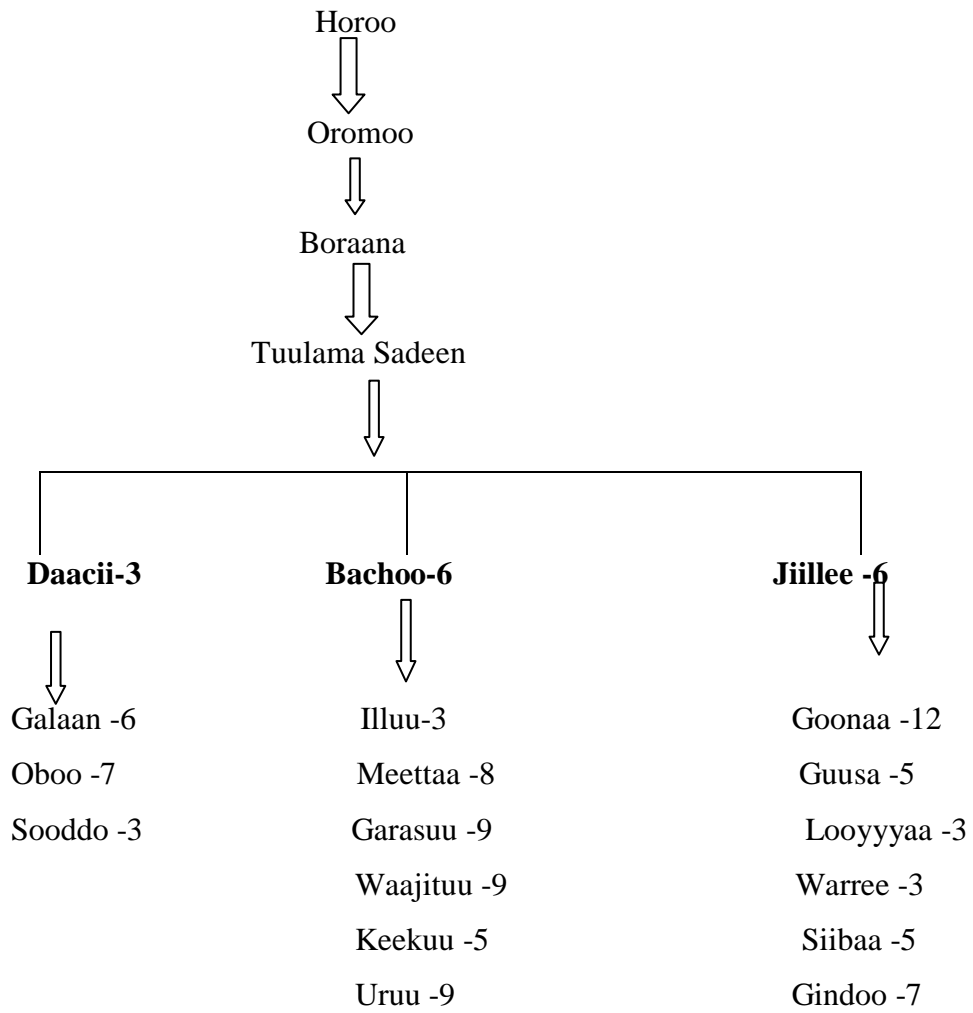 Horoo
Oromoo
Boraana
Tuulama Sadeen
Daacii-3 Bachoo-6 Jiillee -6
Galaan -6 Illuu-3 Goonaa -12
Oboo -7 Meettaa -8 Guusa -5
Sooddo -3 Garasuu -9 Looyyyaa -3
Waajituu -9 Warree -3
Keekuu -5 Siibaa -5
Uruu -9 Gindoo -7